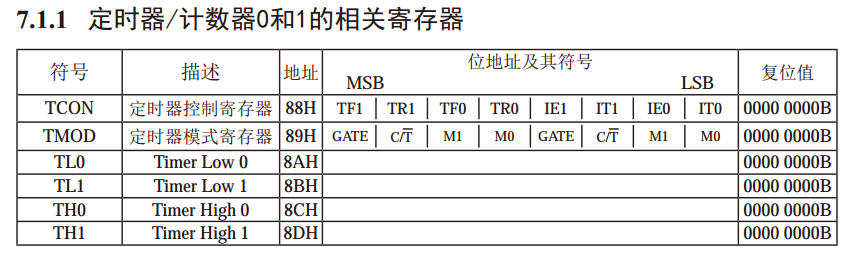 7.1.1 定时器/计数器0和1的相关寄存器
符号 描述 地址 位地址及其符号 MSB LSB 复位值
TCON 定时器控制寄存器 88H TF1 TR1 TF0 TR0 IE1 IT1 IE0 IT0 0000 0000B
TMOD 定时器模式寄存器 89H GATE C/T̅ M1 M0 GATE C/T̅ M1 M0 0000 0000B
TL0 Timer Low 0 8AH 0000 0000B
TL1 Timer Low 1 8BH 0000 0000B
TH0 Timer High 0 8CH 0000 0000B
TH1 Timer High 1 8DH 0000 0000B